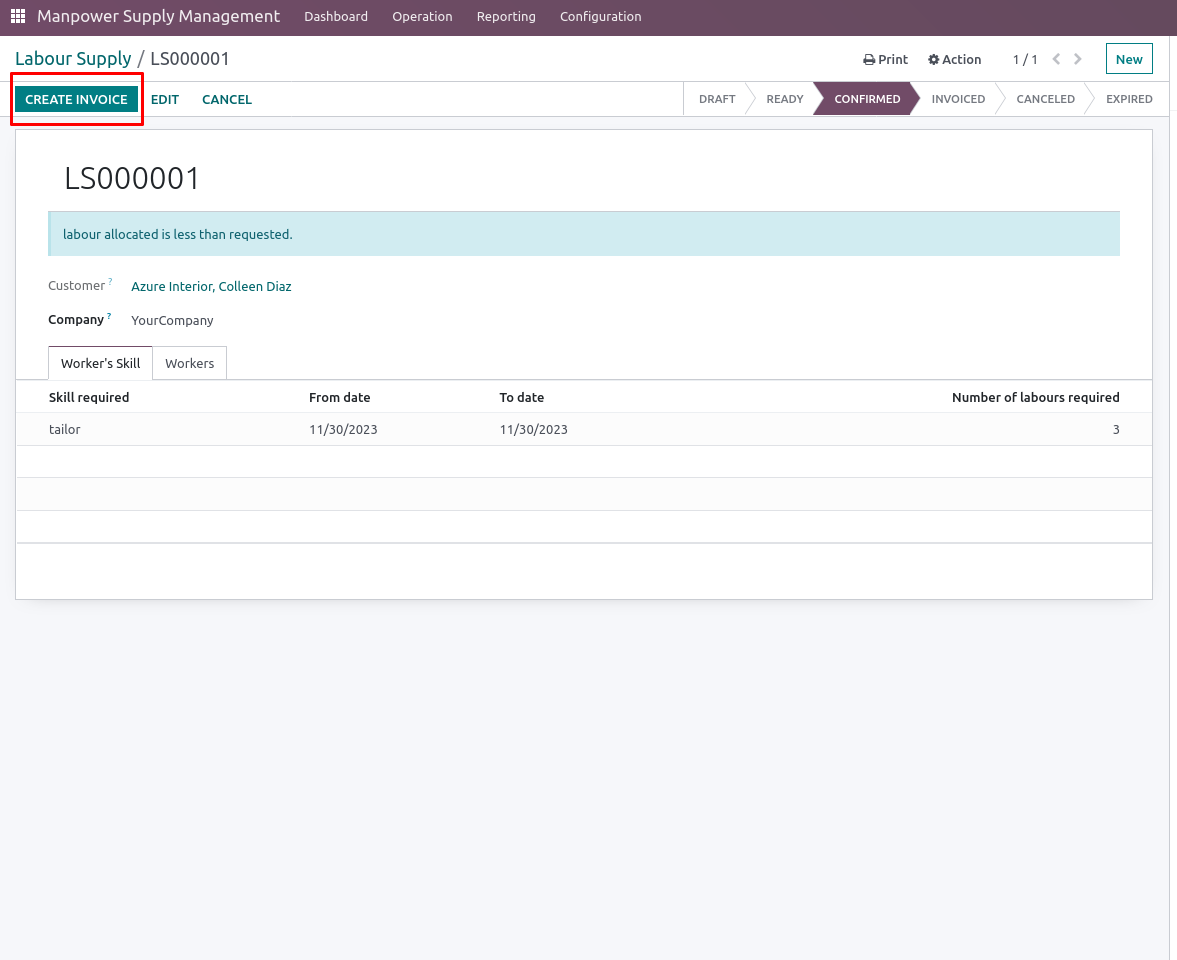 Manpower Supply Management Dashboard Operation Reporting Configuration
Labour Supply / LS000001 Print Action 1 / 1 New
CREATE INVOICE EDIT CANCEL DRAFT READY CONFIRMED INVOICED CANCELED EXPIRED
LS000001
labour allocated is less than requested.
Customer ? Azure Interior, Colleen Diaz
Company ? YourCompany
Worker's Skill Workers
Skill required From date To date Number of labours required
tailor 11/30/2023 11/30/2023 3